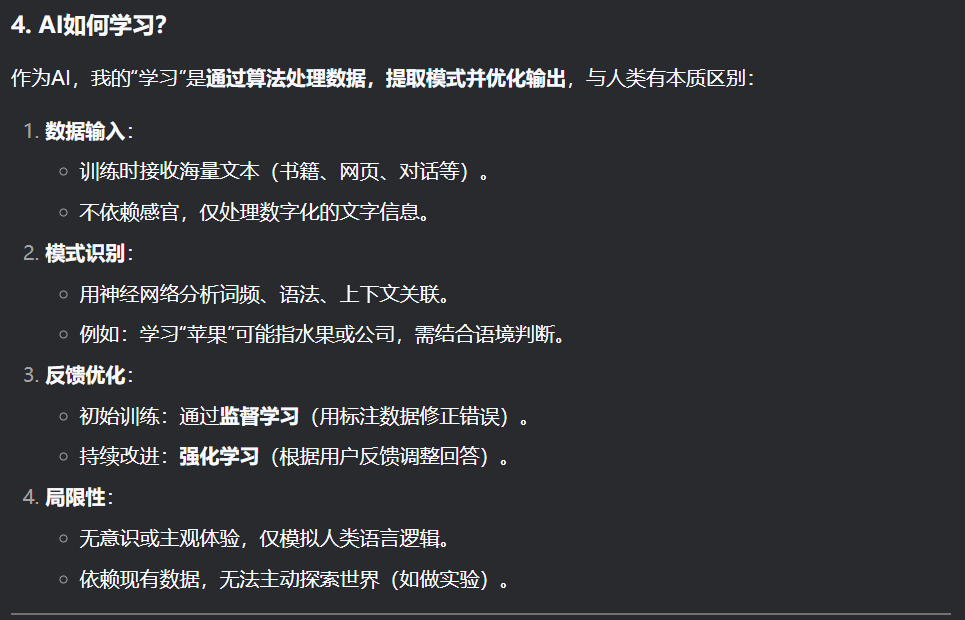 4. AI如何学习?
作为AI，我的“学习”是通过算法处理数据，提取模式并优化输出，与人类有本质区别：
1. 数据输入：
○ 训练时接收海量文本（书籍、网页、对话等）。
○ 不依赖感官，仅处理数字化的文字信息。
2. 模式识别：
○ 用神经网络分析词频、语法、上下文关联。
○ 例如：学习“苹果”可能指水果或公司，需结合语境判断。
3. 反馈优化：
○ 初始训练：通过监督学习（用标注数据修正错误）。
○ 持续改进：强化学习（根据用户反馈调整回答）。
4. 局限性：
○ 无意识或主观体验，仅模拟人类语言逻辑。
○ 依赖现有数据，无法主动探索世界（如做实验）。